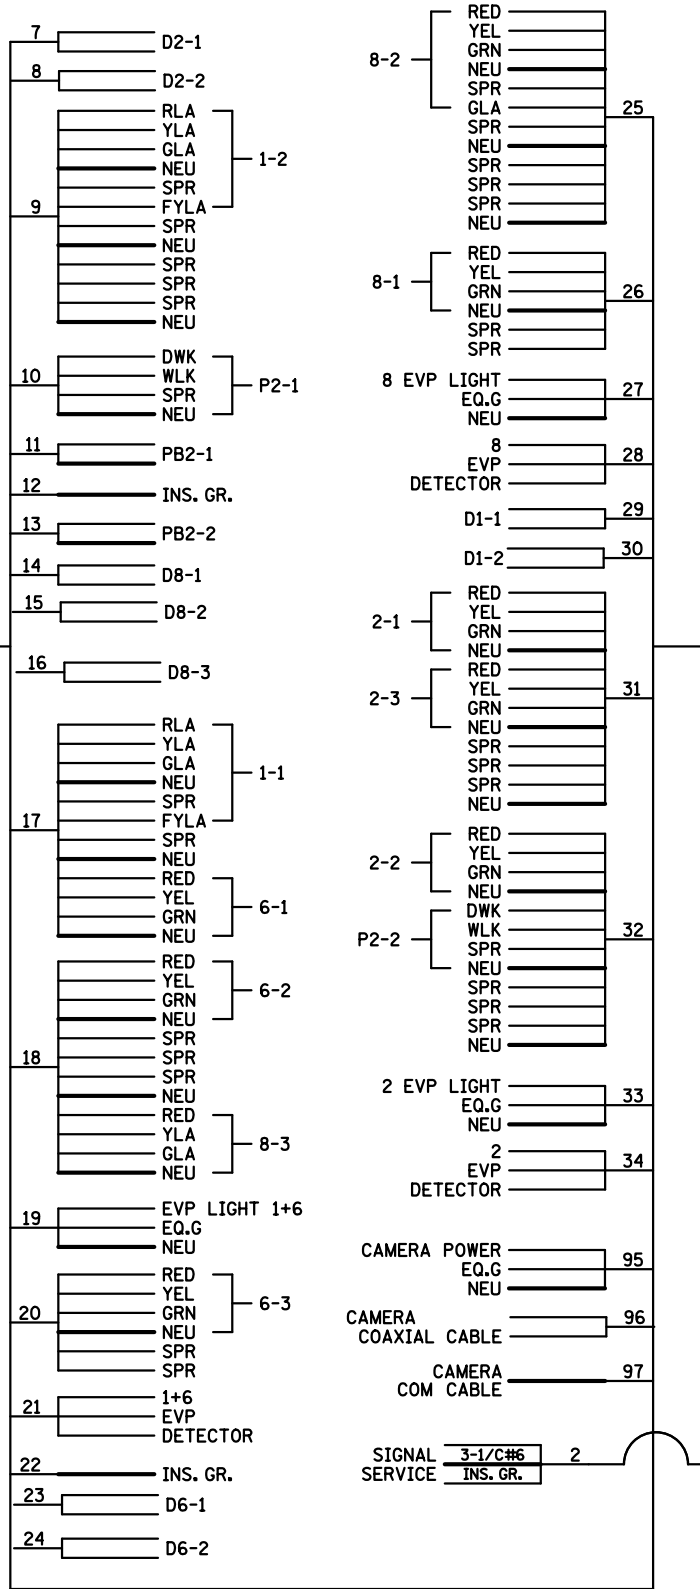 7
D2-1
8
D2-2
9
RLA
YLA
GLA
NEU
SPR
FYLA
SPR
NEU
SPR
SPR
SPR
NEU
1-2
10
DWK
WLK
SPR
NEU
P2-1
11
PB2-1
12
INS. GR.
13
PB2-2
14
D8-1
15
D8-2
16
D8-3
17
RLA
YLA
GLA
NEU
SPR
FYLA
SPR
NEU
RED
YEL
GRN
NEU
1-1
6-1
18
RED
YEL
GRN
NEU
SPR
SPR
SPR
NEU
RED
YLA
GLA
NEU
6-2
8-3
19
EVP LIGHT 1+6
EQ.G
NEU
20
RED
YEL
GRN
NEU
SPR
SPR
6-3
21
1+6
EVP
DETECTOR
22
INS. GR.
23
D6-1
24
D6-2
8-2
RED
YEL
GRN
NEU
SPR
GLA
SPR
NEU
SPR
SPR
SPR
NEU
25
8-1
RED
YEL
GRN
NEU
SPR
SPR
26
8 EVP LIGHT
EQ.G
NEU
27
8
EVP
DETECTOR
28
D1-1
29
D1-2
30
2-1
2-3
RED
YEL
GRN
NEU
RED
YEL
GRN
NEU
SPR
SPR
SPR
NEU
31
2-2
P2-2
RED
YEL
GRN
NEU
DWK
WLK
SPR
NEU
SPR
SPR
SPR
NEU
32
2 EVP LIGHT
EQ.G
NEU
33
2
EVP
DETECTOR
34
CAMERA POWER
EQ.G
NEU
95
CAMERA
COAXIAL CABLE
96
CAMERA
COM CABLE
97
SIGNAL
SERVICE
3-1/C#6
INS. GR.
2